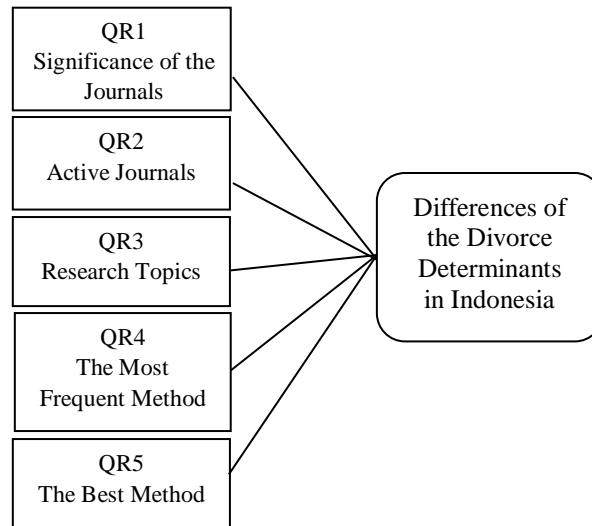 QR1
Significance of the
Journals
QR2
Active Journals
QR3
Research Topics
QR4
The Most
Frequent Method
QR5
The Best Method
Differences of
the Divorce
Determinants
in Indonesia